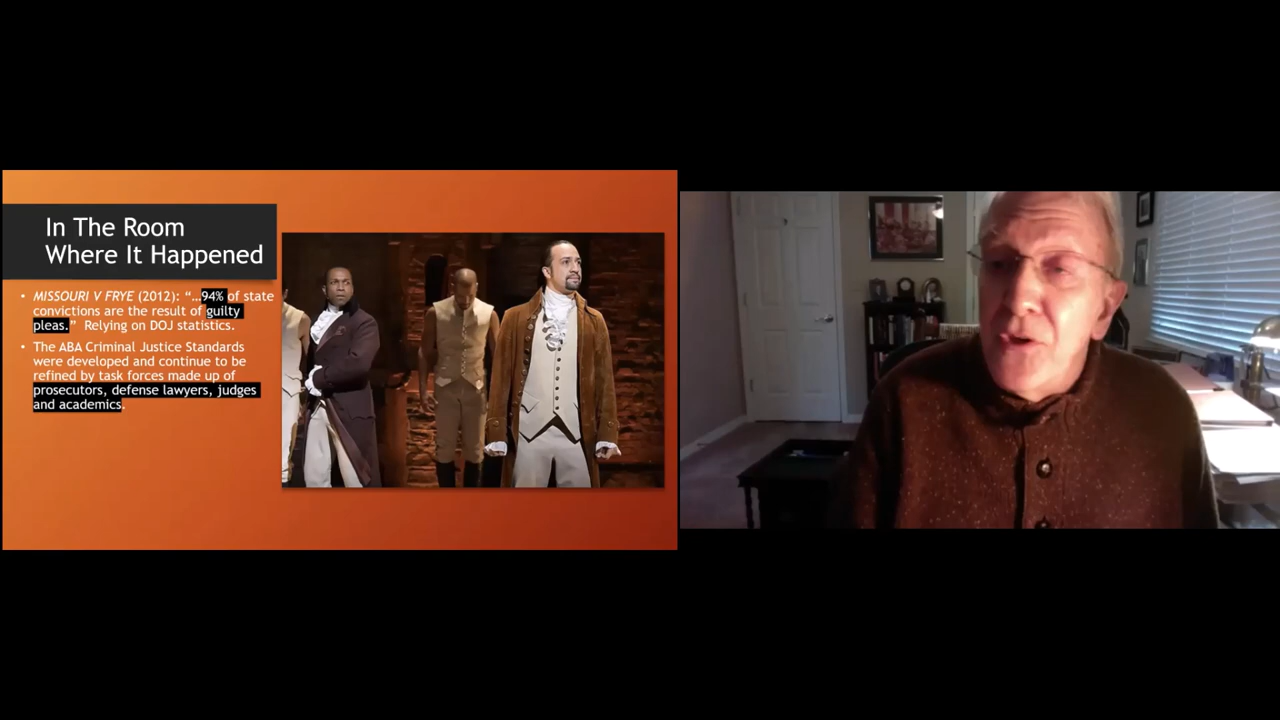 In The Room
Where It Happened
• MISSOURI V FRYE (2012): “...94% of state
convictions are the result of guilty
pleas.” Relying on DOJ statistics.
• The ABA Criminal Justice Standards
were developed and continue to be
refined by task forces made up of
prosecutors, defense lawyers, judges
and academics.